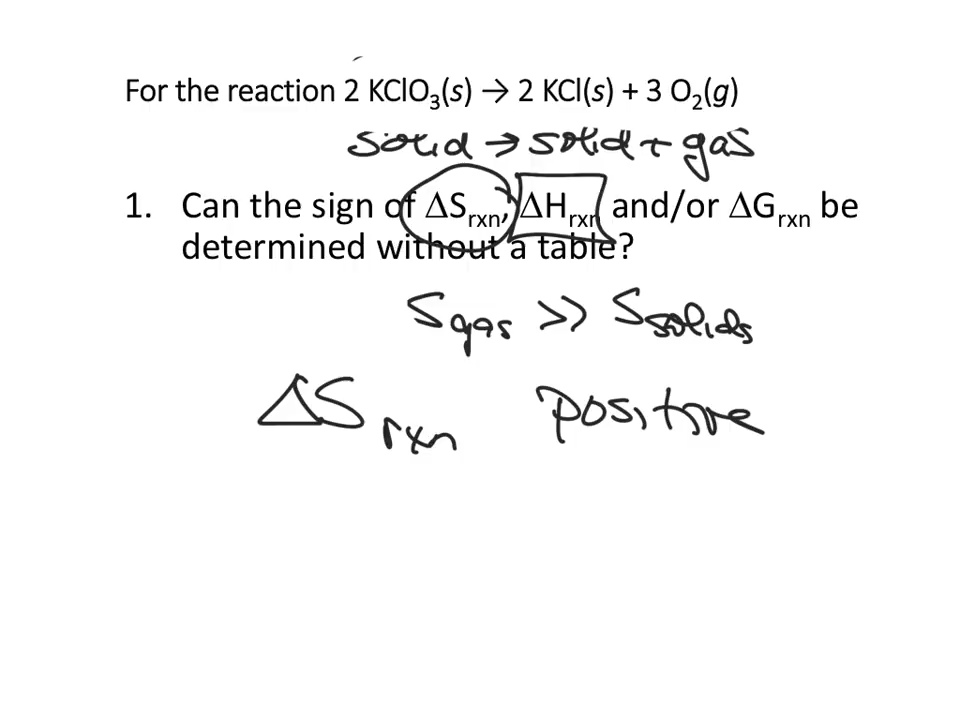 For the reaction 2 KClO₃(s) → 2 KCl(s) + 3 O₂(g)
solid → solid + gas
1. Can the sign of ΔSrxn, ΔHrxn and/or ΔGrxn be
determined without a table?
Sgas >> Ssolids
ΔSrxn positive